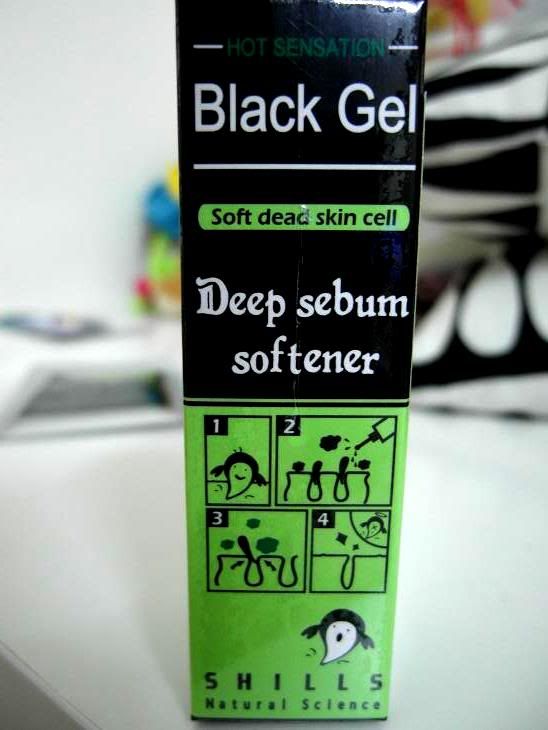 HOT SENSATION
Black Gel
Soft dead skin cell
Deep sebum
softener
1
2
3
4
SHILLS
Natural Science